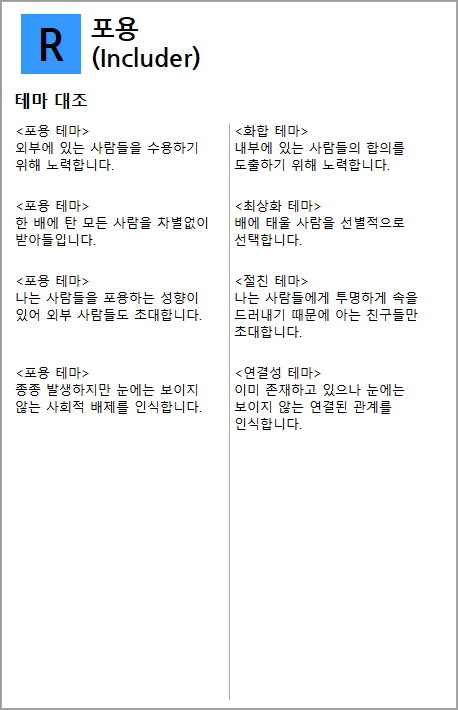 R
포용
(Includer)
테마 대조
<포용 테마>
외부에 있는 사람들을 수용하기
위해 노력합니다.
<화합 테마>
내부에 있는 사람들의 합의를
도출하기 위해 노력합니다.
<포용 테마>
한 배에 탄 모든 사람을 차별없이
받아들입니다.
<최상화 테마>
배에 태울 사람을 선별적으로
선택합니다.
<포용 테마>
나는 사람들을 포용하는 성향이
있어 외부 사람들도 초대합니다.
<절친 테마>
나는 사람들에게 투명하게 속을
드러내기 때문에 아는 친구들만
초대합니다.
<포용 테마>
종종 발생하지만 눈에는 보이지
않는 사회적 배제를 인식합니다.
<연결성 테마>
이미 존재하고 있으나 눈에는
보이지 않는 연결된 관계를
인식합니다.